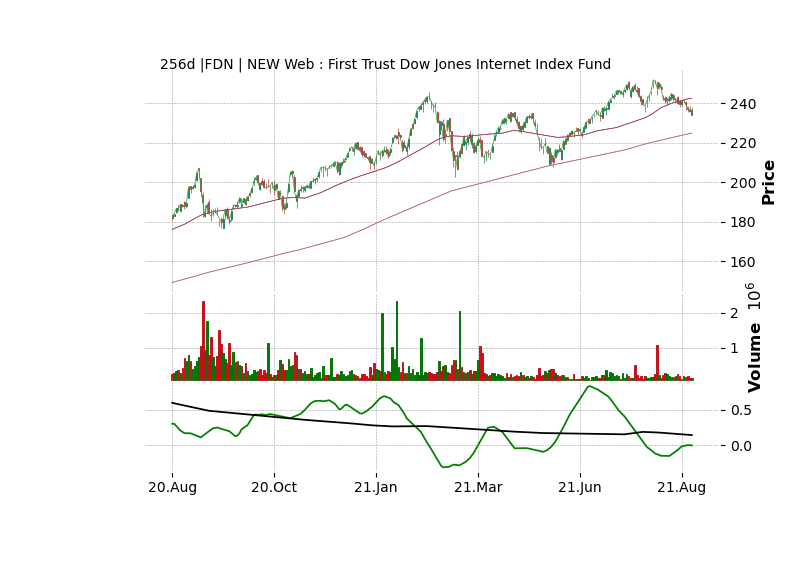 256d |FDN | NEW Web : First Trust Dow Jones Internet Index Fund
240
220
200
180
160
Price
2
1
Volume 10^6
0.5
0.0
20.Aug 20.Oct 21.Jan 21.Mar 21.Jun 21.Aug